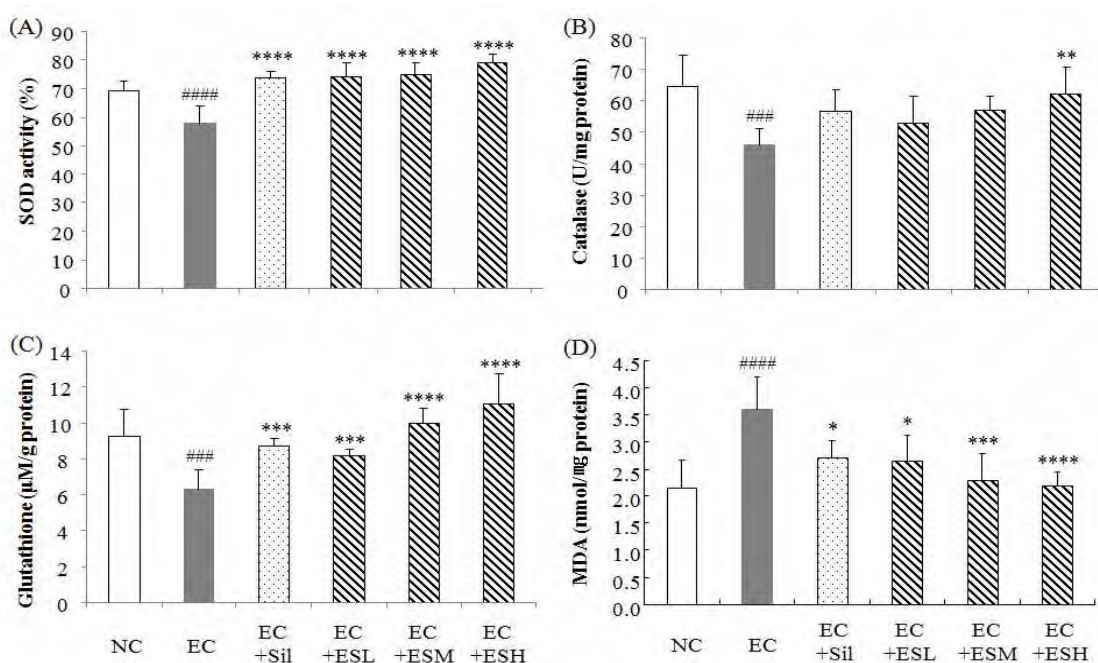 (A)
SOD activity (%)
90
80
70
60
50
40
30
20
10
0
####
****
****
****
****
(B)
Catalase (U/mg protein)
80
70
60
50
40
30
20
10
0
###
**
(C)
Glutathione (μM/g protein)
14
12
10
8
6
4
2
0
###
***
***
****
****
NC
EC
EC
+Sil
EC
+ESL
EC
+ESM
EC
+ESH
(D)
MDA (nmol/㎎ protein)
4.5
4.0
3.5
3.0
2.5
2.0
1.5
1.0
0.5
0.0
####
*
*
***
****
NC
EC
EC
+Sil
EC
+ESL
EC
+ESM
EC
+ESH